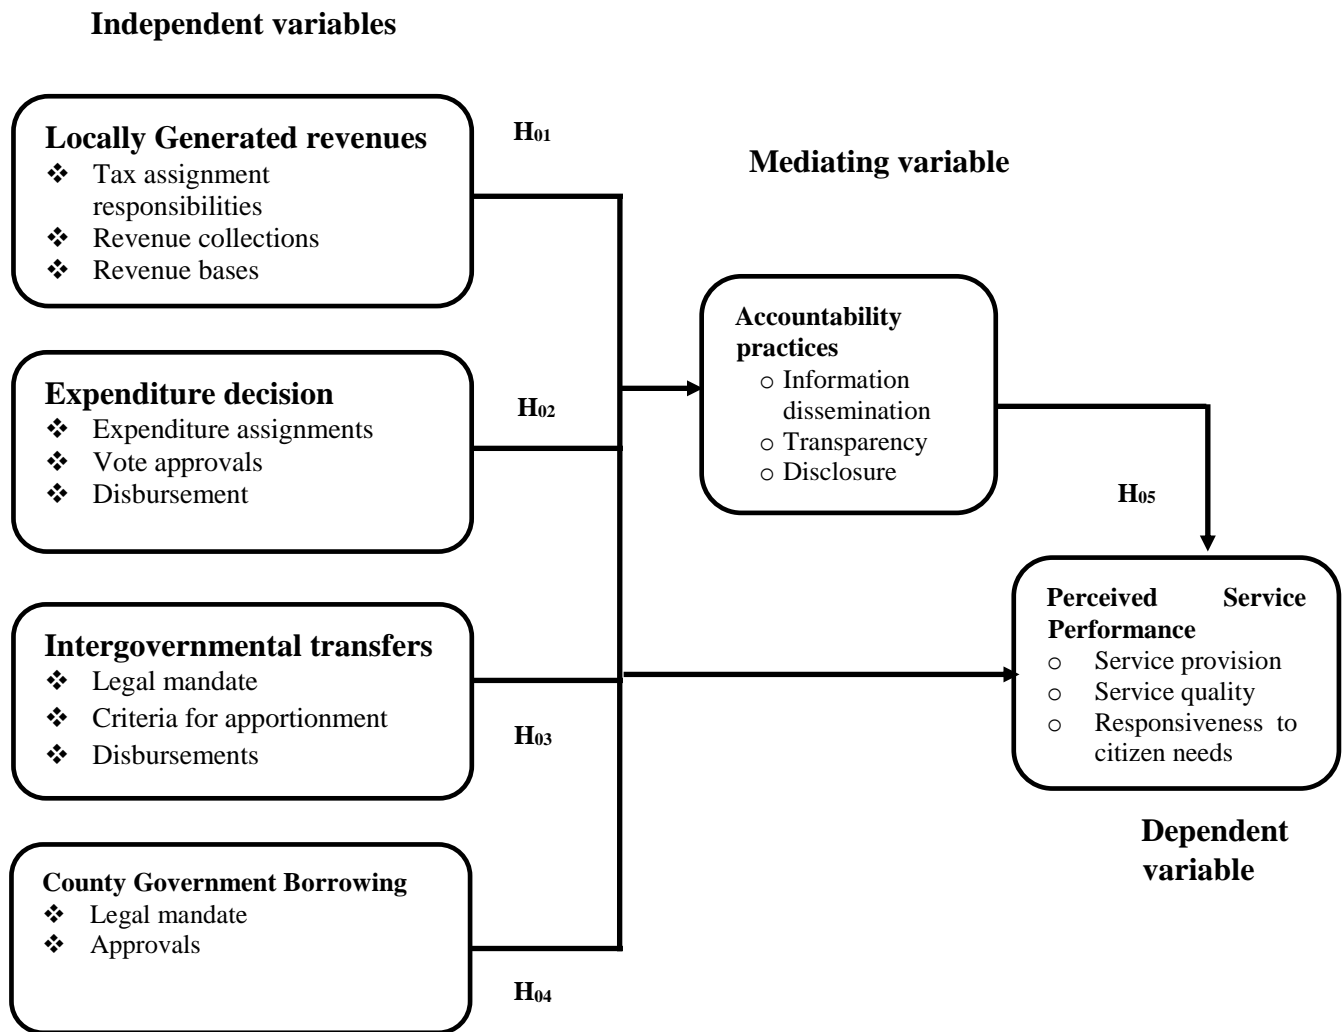 Independent variables
Locally Generated revenues
❖ Tax assignment
responsibilities
❖ Revenue collections
❖ Revenue bases
H01
Expenditure decision
❖ Expenditure assignments
❖ Vote approvals
❖ Disbursement
H02
Intergovernmental transfers
❖ Legal mandate
❖ Criteria for apportionment
❖ Disbursements
H03
County Government Borrowing
❖ Legal mandate
❖ Approvals
H04
Mediating variable
Accountability
practices
o Information
dissemination
o Transparency
o Disclosure
H05
Perceived Service
Performance
o Service provision
o Service quality
o Responsiveness to
citizen needs
Dependent
variable